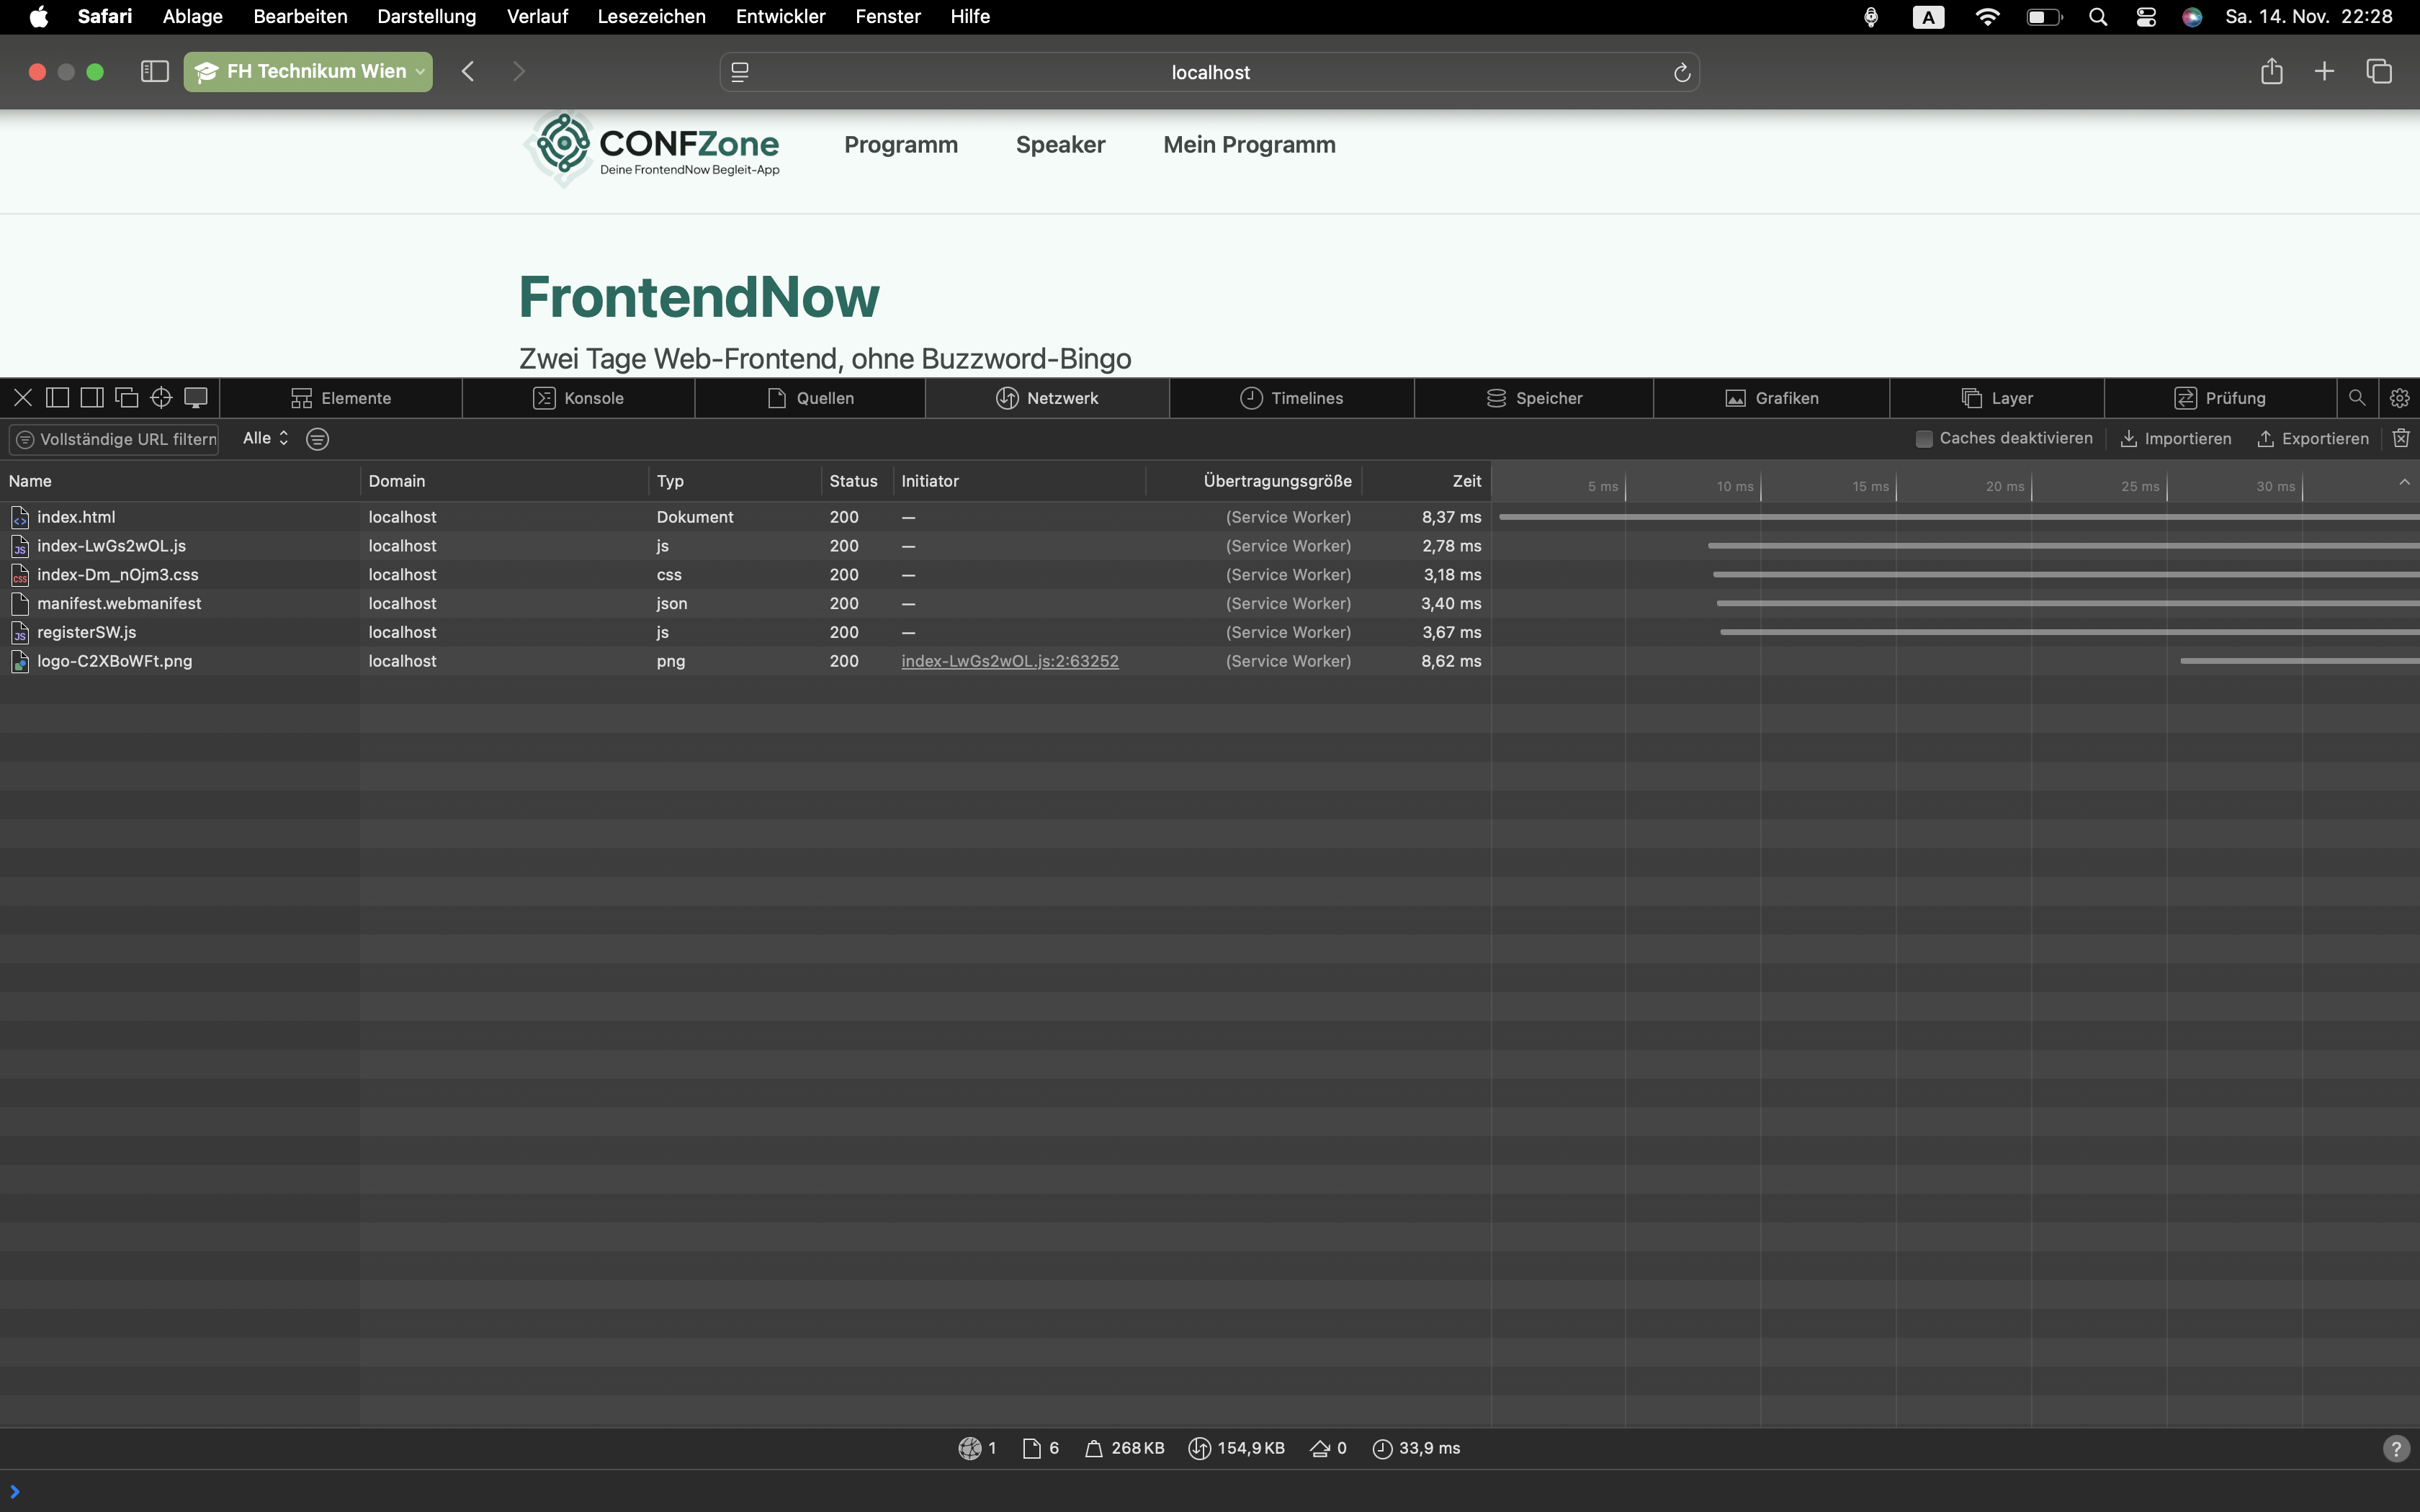 Safari Ablage Bearbeiten Darstellung Verlauf Lesezeichen Entwickler Fenster Hilfe A Sa. 14. Nov. 22:28
FH Technikum Wien localhost
CONFZone
Deine FrontendNow Begleit-App
Programm Speaker Mein Programm
FrontendNow
Zwei Tage Web-Frontend, ohne Buzzword-Bingo
Elemente Konsole Quellen Netzwerk Timelines Speicher Grafiken Layer Prüfung
Vollständige URL filtern Alle Caches deaktivieren Importieren Exportieren
Name Domain Typ Status Initiator Übertragungsgröße Zeit 5 ms 10 ms 15 ms 20 ms 25 ms 30 ms
index.html localhost Dokument 200 — (Service Worker) 8,37 ms
JS index-LwGs2wOL.js localhost js 200 — (Service Worker) 2,78 ms
CSS index-Dm_nOjm3.css localhost css 200 — (Service Worker) 3,18 ms
manifest.webmanifest localhost json 200 — (Service Worker) 3,40 ms
JS registerSW.js localhost js 200 — (Service Worker) 3,67 ms
logo-C2XBoWFt.png localhost png 200 index-LwGs2wOL.js:2:63252 (Service Worker) 8,62 ms
1 6 268 KB 154,9 KB 0 33,9 ms ?